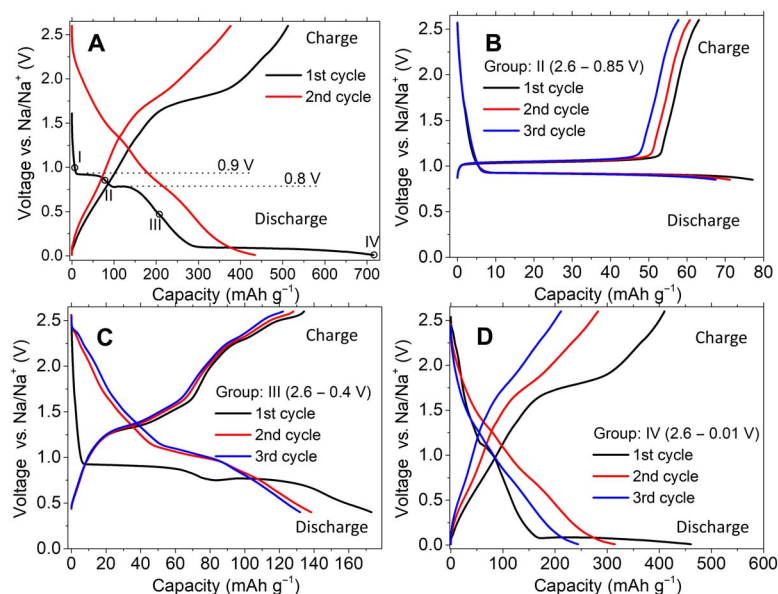 A
Charge
1st cycle
2nd cycle
I
0.9 V
II
0.8 V
III
Discharge
IV
2.5
2.0
1.5
1.0
0.5
0.0
0 100 200 300 400 500 600 700
Voltage vs. Na/Na⁺ (V)
Capacity (mAh g⁻¹)
B
Charge
Group: II (2.6 – 0.85 V)
1st cycle
2nd cycle
3rd cycle
Discharge
2.5
2.0
1.5
1.0
0.5
0.0
0 10 20 30 40 50 60 70 80
Voltage vs. Na/Na⁺ (V)
Capacity (mAh g⁻¹)
C
Charge
Group: III (2.6 – 0.4 V)
1st cycle
2nd cycle
3rd cycle
Discharge
2.5
2.0
1.5
1.0
0.5
0.0
0 20 40 60 80 100 120 140 160
Voltage vs. Na/Na⁺ (V)
Capacity (mAh g⁻¹)
D
Charge
Group: IV (2.6 – 0.01 V)
1st cycle
2nd cycle
3rd cycle
Discharge
2.5
2.0
1.5
1.0
0.5
0.0
0 100 200 300 400 500 600
Voltage vs. Na/Na⁺ (V)
Capacity (mAh g⁻¹)